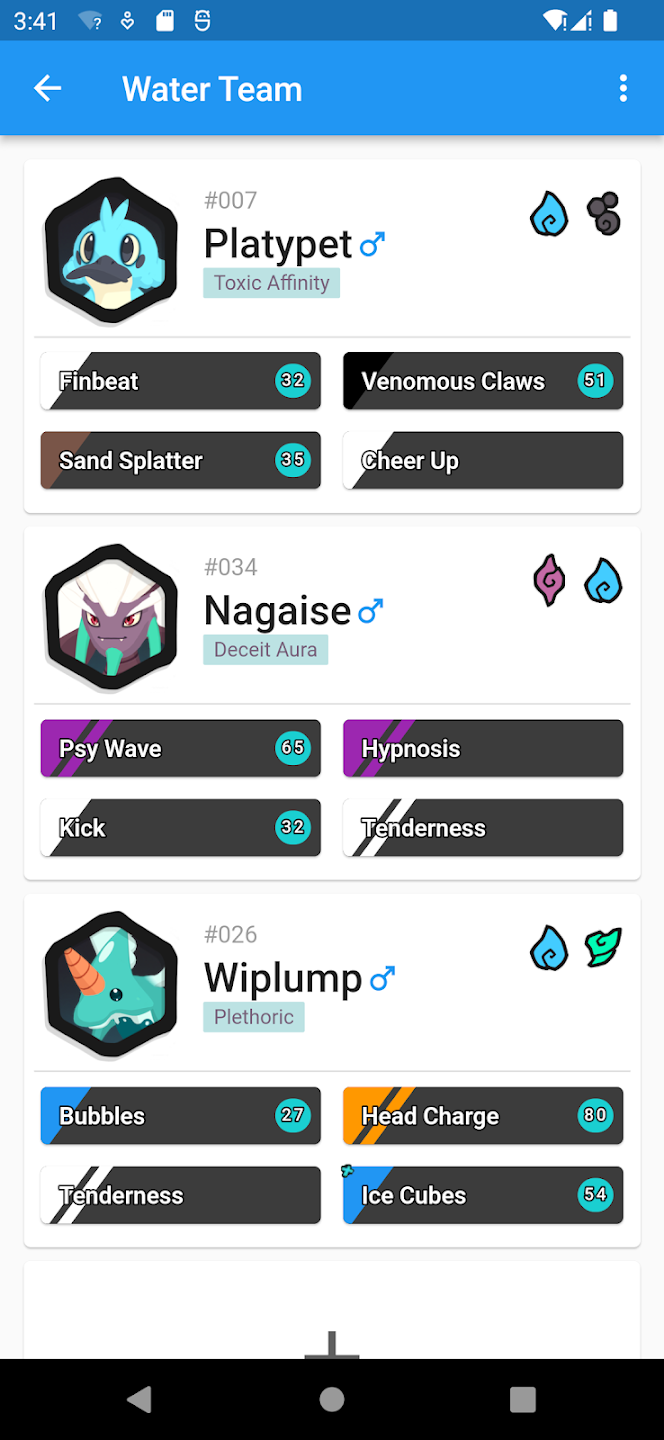 3:41
Water Team
#007
Platypet
Toxic Affinity
Finbeat 32
Venomous Claws 51
Sand Splatter 35
Cheer Up
#034
Nagaise
Deceit Aura
Psy Wave 65
Hypnosis
Kick 32
Tenderness
#026
Wiplump
Plethoric
Bubbles 27
Head Charge 80
Tenderness
Ice Cubes 54